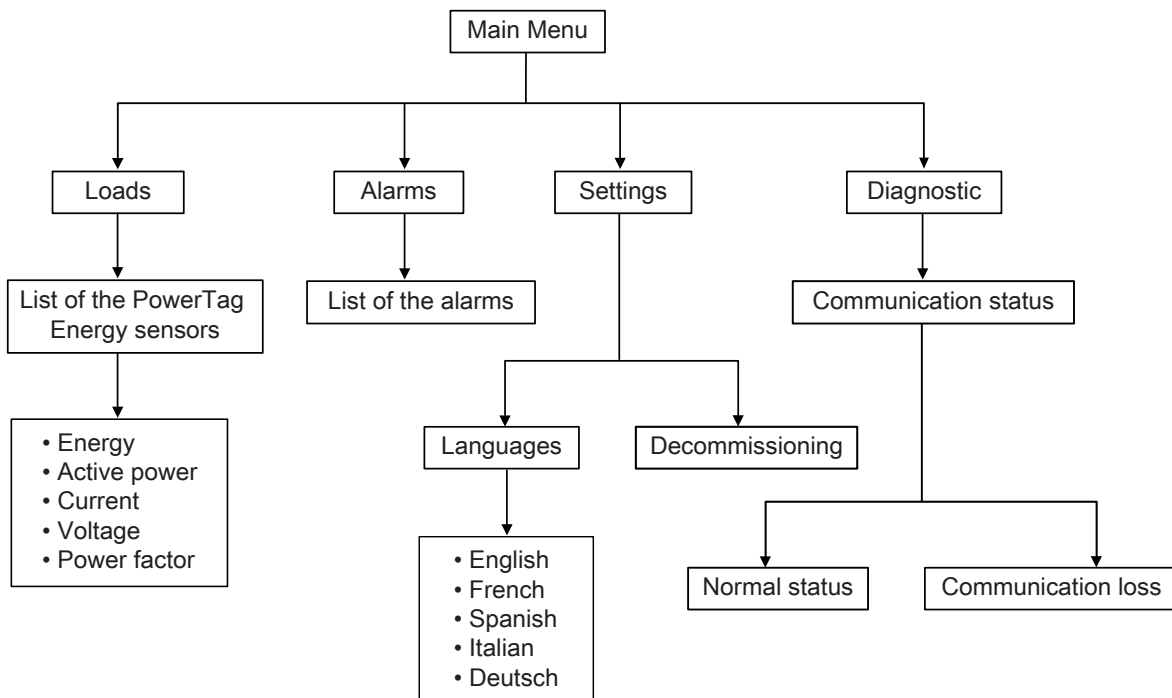 Main Menu
Loads
Alarms
Settings
Diagnostic
List of the PowerTag
Energy sensors
List of the alarms
Communication status
• Energy
• Active power
• Current
• Voltage
• Power factor
Languages
Decommissioning
• English
• French
• Spanish
• Italian
• Deutsch
Normal status
Communication loss